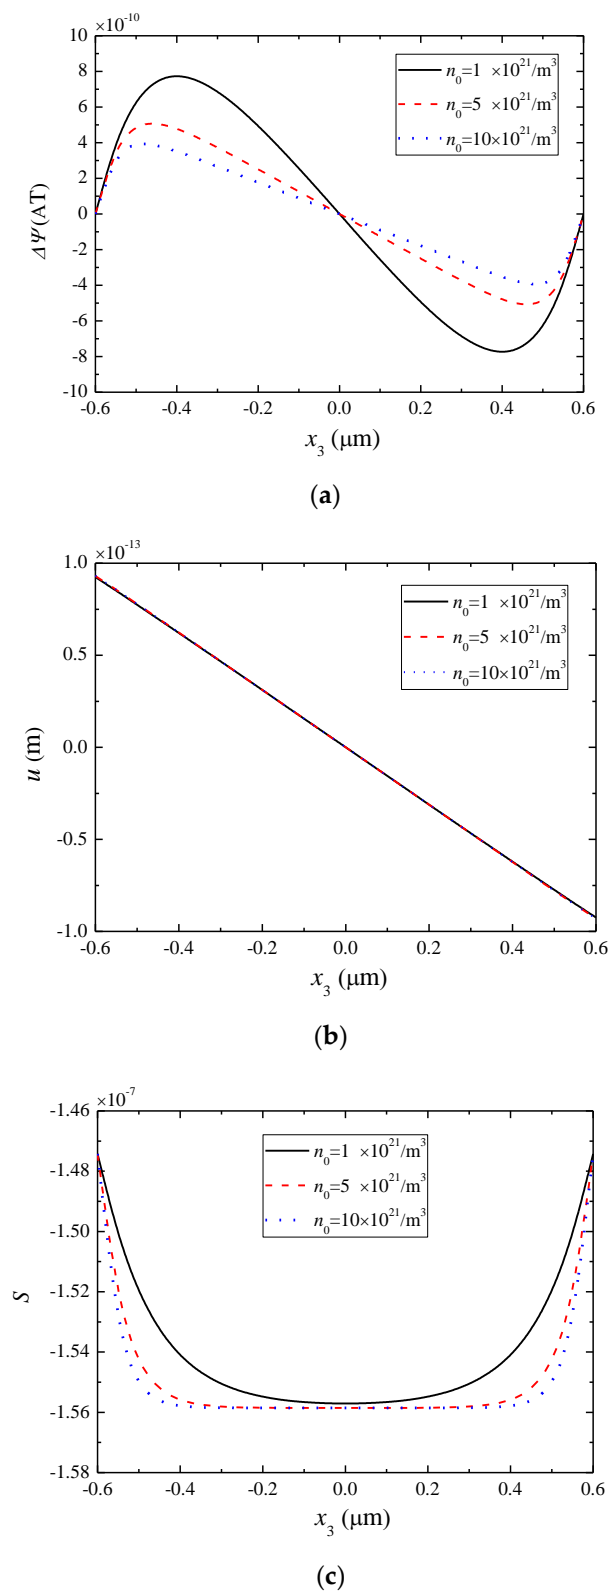 ×10⁻¹⁰
10
8
6
4
2
0
-2
-4
-6
-8
-10
ΔΨ(AT)
n₀=1 ×10²¹/m³
n₀=5 ×10²¹/m³
n₀=10×10²¹/m³
-0.6 -0.4 -0.2 0.0 0.2 0.4 0.6
x₃ (μm)
(a)
×10⁻¹³
1.0
0.5
0.0
-0.5
-1.0
u (m)
n₀=1 ×10²¹/m³
n₀=5 ×10²¹/m³
n₀=10×10²¹/m³
-0.6 -0.4 -0.2 0.0 0.2 0.4 0.6
x₃ (μm)
(b)
×10⁻⁷
-1.46
-1.48
-1.50
-1.52
-1.54
-1.56
-1.58
S
n₀=1 ×10²¹/m³
n₀=5 ×10²¹/m³
n₀=10×10²¹/m³
-0.6 -0.4 -0.2 0.0 0.2 0.4 0.6
x₃ (μm)
(c)